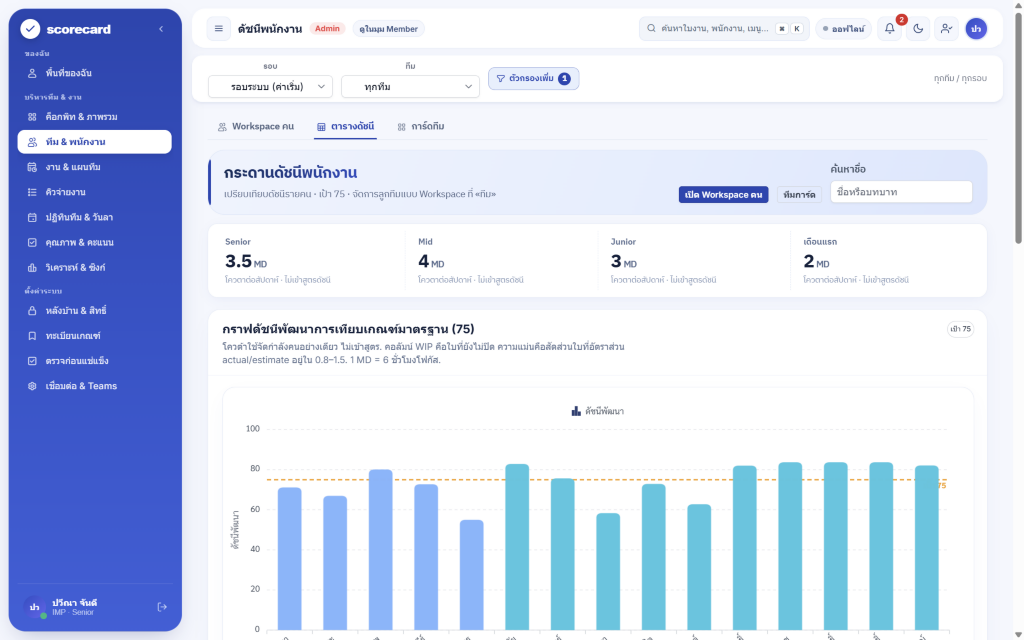 scorecard
ของฉัน
พื้นที่ของฉัน
บริหารทีม & งาน
ค็อกพิท & ภาพรวม
ทีม & พนักงาน
งาน & แผนทีม
คิวจ่ายงาน
ปฏิทินทีม & วันลา
คุณภาพ & คะแนน
วิเคราะห์ & ซิงก์
ตั้งค่าระบบ
หลังบ้าน & สิทธิ์
ทะเบียนเกณฑ์
ตรวจก่อนแช่แข็ง
เชื่อมต่อ & Teams
ปา
ปวีณา จันดี
IMP · Senior
ดัชนีพนักงาน
Admin
ดูในมุม Member
ค้นหาใบงาน, พนักงาน, เมนู...
⌘ K
ออฟไลน์
2
ปา
รอบ
รอบระบบ (ค่าเริ่ม)
ทีม
ทุกทีม
ตัวกรองเพิ่ม 1
ทุกทีม / ทุกรอบ
Workspace คน
ตารางดัชนี
การ์ดทีม
กระดานดัชนีพนักงาน
เปรียบเทียบดัชนีรายคน · เป้า 75 · จัดการลูกทีมแบบ Workspace ที่ «ทีม»
เปิด Workspace คน
ทีมการ์ด
ค้นหาชื่อ
ชื่อหรือบทบาท
Senior
3.5 MD
โควตาต่อสัปดาห์ · ไม่เข้าสูตรดัชนี
Mid
4 MD
โควตาต่อสัปดาห์ · ไม่เข้าสูตรดัชนี
Junior
3 MD
โควตาต่อสัปดาห์ · ไม่เข้าสูตรดัชนี
เดือนแรก
2 MD
โควตาต่อสัปดาห์ · ไม่เข้าสูตรดัชนี
กราฟดัชนีพัฒนาการเทียบเกณฑ์มาตรฐาน (75)
เป้า 75
โควต้าใช้จัดกำลังคนอย่างเดียว ไม่เข้าสูตร. คอลัมน์ WIP คือใบที่ยังไม่ปิด ความแม่นคือสัดส่วนใบที่อัตราส่วน
actual/estimate อยู่ใน 0.8–1.5. 1 MD = 6 ชั่วโมงโฟกัส.
ดัชนีพัฒนา
ดัชนีพัฒนา
100
80
60
40
20
0
75